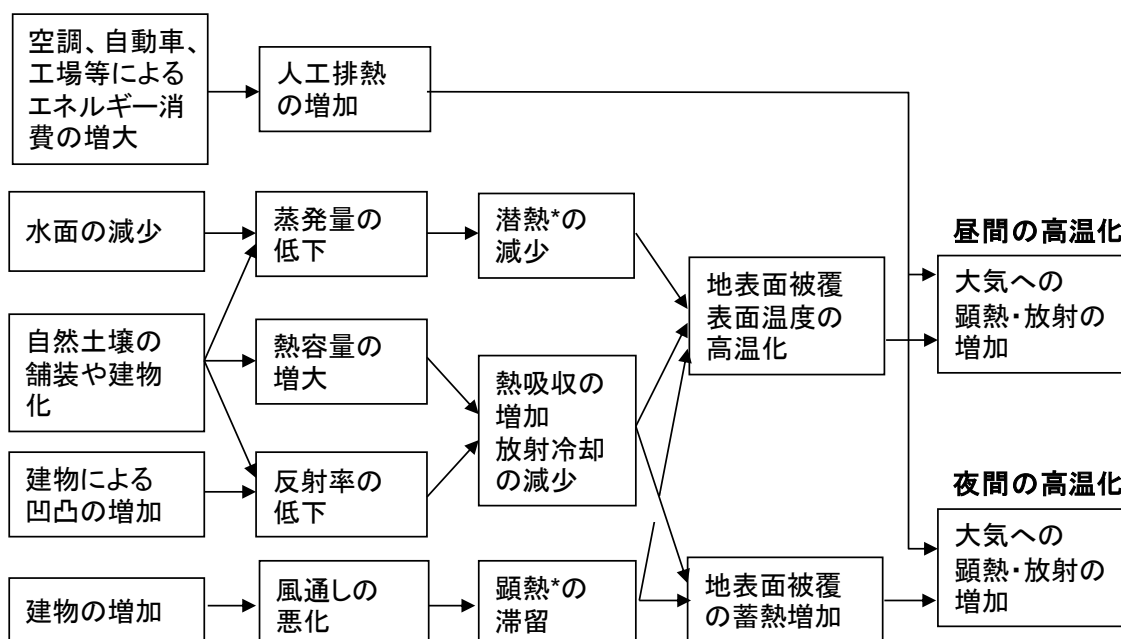 空調、自動車、
工場等による
エネルギー消
費の増大
人工排熱
の増加
水面の減少
蒸発量の
低下
潜熱*の
減少
自然土壌の
舗装や建物
化
熱容量の
増大
熱吸収の
増加
放射冷却
の減少
地表面被覆
表面温度の
高温化
昼間の高温化
大気への
顕熱・放射の
増加
建物による
凹凸の増加
反射率の
低下
夜間の高温化
大気への
顕熱・放射の
増加
建物の増加
風通しの
悪化
顕熱*の
滞留
地表面被覆
の蓄熱増加